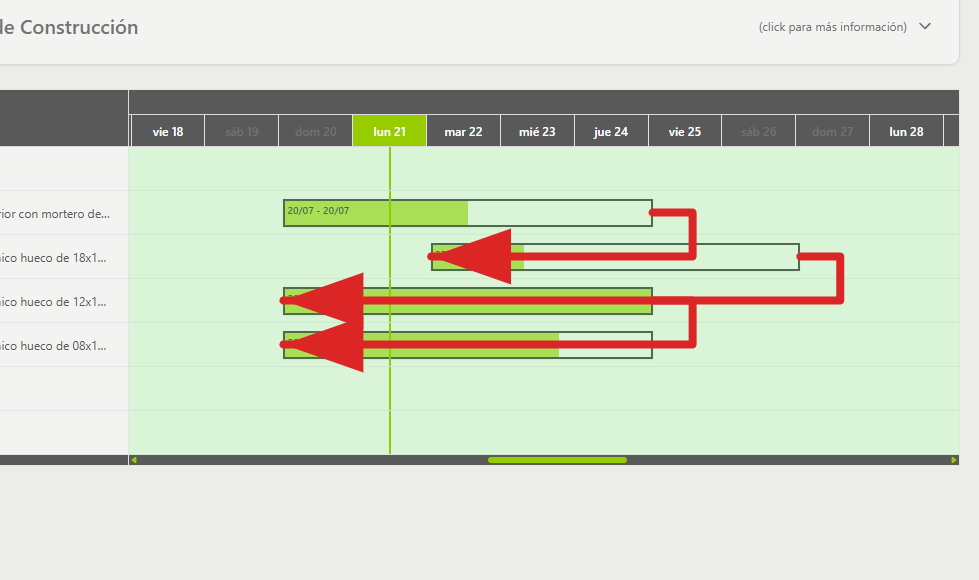 de Construcción
(click para más información)
vie 18 sáb 19 dom 20 lun 21 mar 22 mié 23 jue 24 vie 25 sáb 26 dom 27 lun 28
rior con mortero de...
20/07 - 20/07
ico hueco de 18x1...
ico hueco de 12x1...
ico hueco de 08x1...